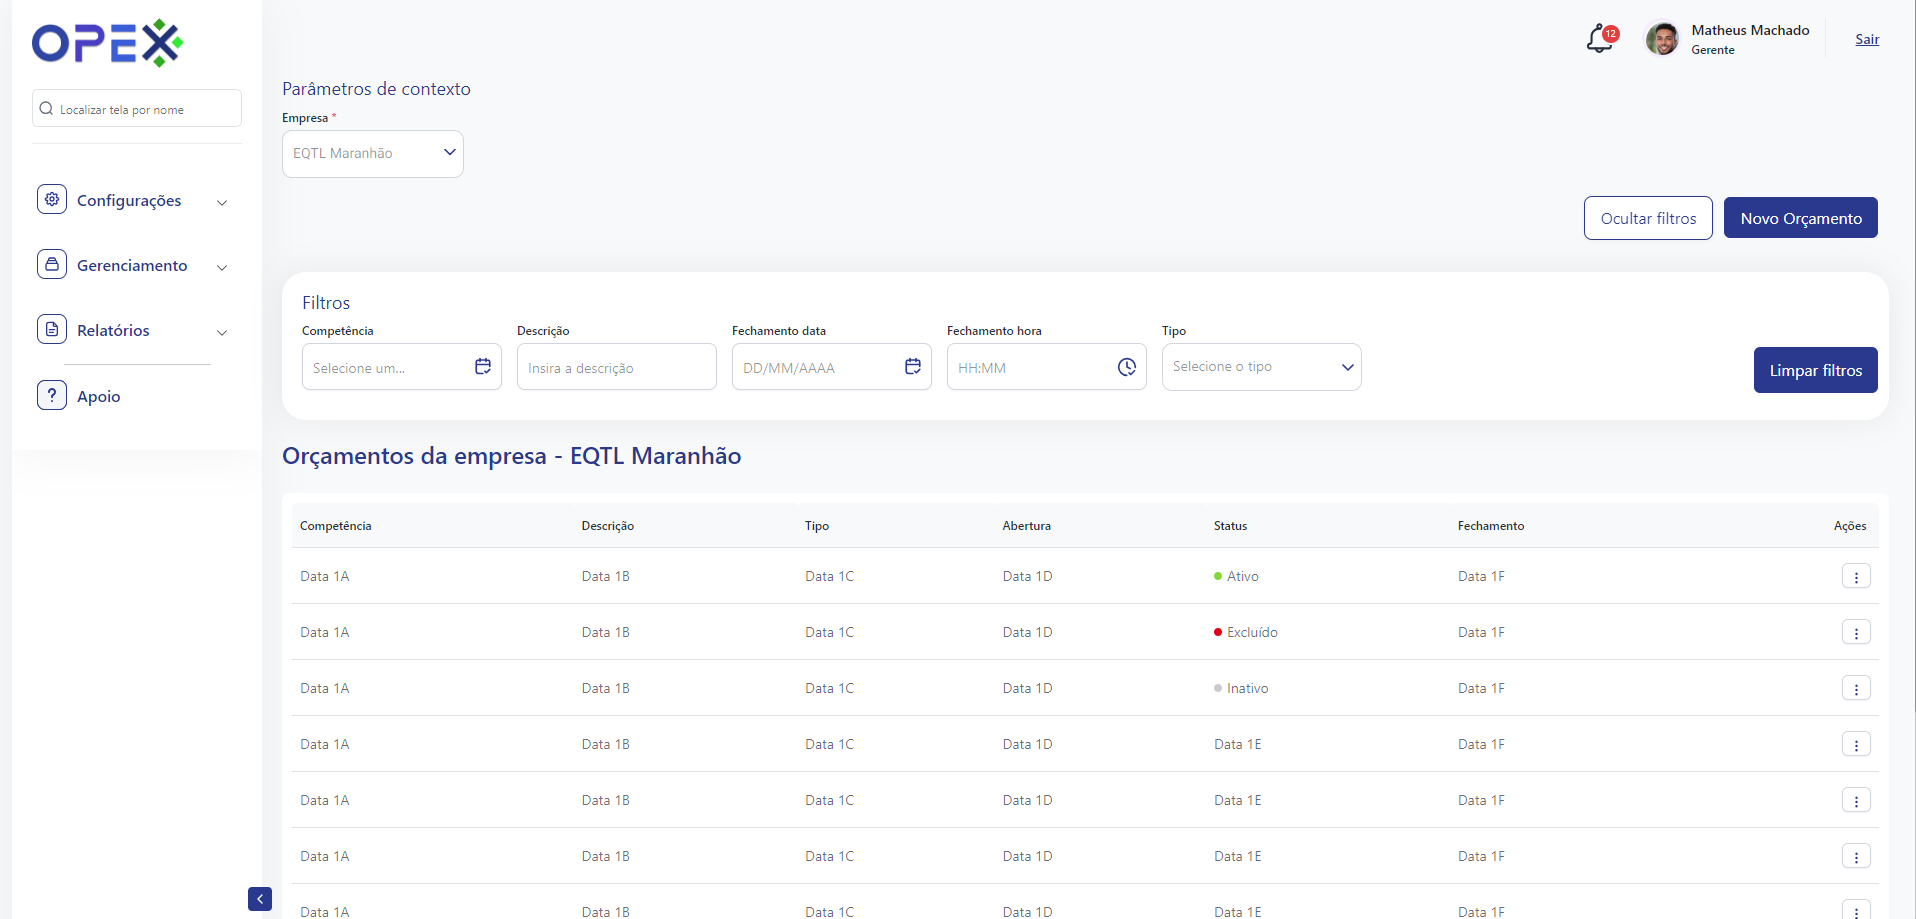 OPEX
Localizar tela por nome
Configurações
Gerenciamento
Relatórios
?
Apoio
12
Matheus Machado
Gerente
Sair
Parâmetros de contexto
Empresa *
EQTL Maranhão
Ocultar filtros
Novo Orçamento
Filtros
Competência Descrição Fechamento data Fechamento hora Tipo
Selecione um... Insira a descrição DD/MM/AAAA HH:MM Selecione o tipo
Limpar filtros
Orçamentos da empresa - EQTL Maranhão
Competência Descrição Tipo Abertura Status Fechamento Ações
Data 1A Data 1B Data 1C Data 1D Ativo Data 1F
Data 1A Data 1B Data 1C Data 1D Excluído Data 1F
Data 1A Data 1B Data 1C Data 1D Inativo Data 1F
Data 1A Data 1B Data 1C Data 1D Data 1E Data 1F
Data 1A Data 1B Data 1C Data 1D Data 1E Data 1F
Data 1A Data 1B Data 1C Data 1D Data 1E Data 1F
Data 1A Data 1B Data 1C Data 1D Data 1E Data 1F